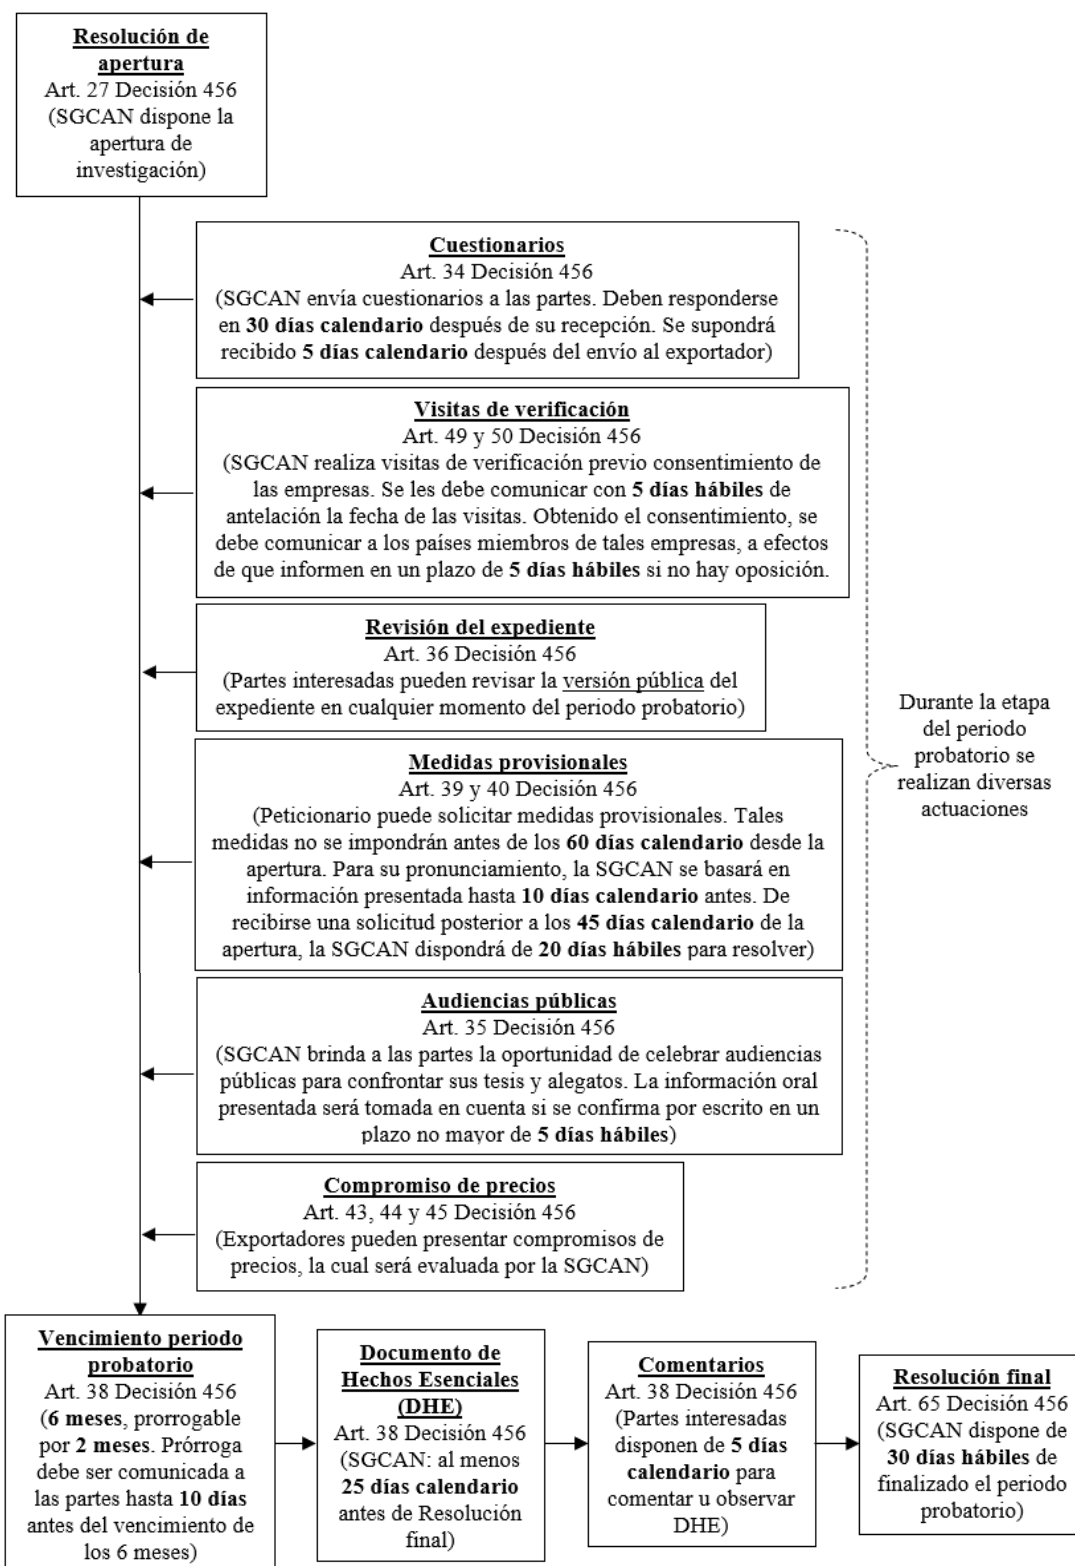 Resolución de
apertura
Art. 27 Decisión 456
(SGCAN dispone la
apertura de
investigación)
Cuestionarios
Art. 34 Decisión 456
(SGCAN envía cuestionarios a las partes. Deben responderse
en 30 días calendario después de su recepción. Se supondrá
recibido 5 días calendario después del envío al exportador)
Visitas de verificación
Art. 49 y 50 Decisión 456
(SGCAN realiza visitas de verificación previo consentimiento de
las empresas. Se les debe comunicar con 5 días hábiles de
antelación la fecha de las visitas. Obtenido el consentimiento, se
debe comunicar a los países miembros de tales empresas, a efectos
de que informen en un plazo de 5 días hábiles si no hay oposición.
Revisión del expediente
Art. 36 Decisión 456
(Partes interesadas pueden revisar la versión pública del
expediente en cualquier momento del periodo probatorio)
Medidas provisionales
Art. 39 y 40 Decisión 456
(Peticionario puede solicitar medidas provisionales. Tales
medidas no se impondrán antes de los 60 días calendario desde la
apertura. Para su pronunciamiento, la SGCAN se basará en
información presentada hasta 10 días calendario antes. De
recibirse una solicitud posterior a los 45 días calendario de la
apertura, la SGCAN dispondrá de 20 días hábiles para resolver)
Audiencias públicas
Art. 35 Decisión 456
(SGCAN brinda a las partes la oportunidad de celebrar audiencias
públicas para confrontar sus tesis y alegatos. La información oral
presentada será tomada en cuenta si se confirma por escrito en un
plazo no mayor de 5 días hábiles)
Compromiso de precios
Art. 43, 44 y 45 Decisión 456
(Exportadores pueden presentar compromisos de
precios, la cual será evaluada por la SGCAN)
Durante la etapa
del periodo
probatorio se
realizan diversas
actuaciones
Vencimiento periodo
probatorio
Art. 38 Decisión 456
(6 meses, prorrogable
por 2 meses. Prórroga
debe ser comunicada a
las partes hasta 10 días
antes del vencimiento de
los 6 meses)
Documento de
Hechos Esenciales
(DHE)
Art. 38 Decisión 456
(SGCAN: al menos
25 días calendario
antes de Resolución
final)
Comentarios
Art. 38 Decisión 456
(Partes interesadas
disponen de 5 días
calendario para
comentar u observar
DHE)
Resolución final
Art. 65 Decisión 456
(SGCAN dispone de
30 días hábiles de
finalizado el periodo
probatorio)